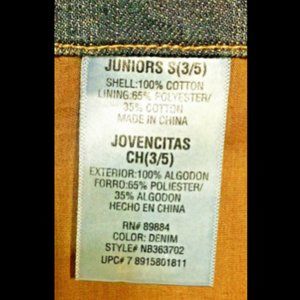 JUNIORS S(3/5)
SHELL:100% COTTON
LINING:65% POLYESTER/
35% COTTON
MADE IN CHINA
JOVENCITAS
CH(3/5)
EXTERIOR:100% ALGODON
FORRO:65% POLIESTER/
35% ALGODON
HECHO EN CHINA
RN# 89884
COLOR: DENIM
STYLE# NB363702
UPC# 7 8915801811